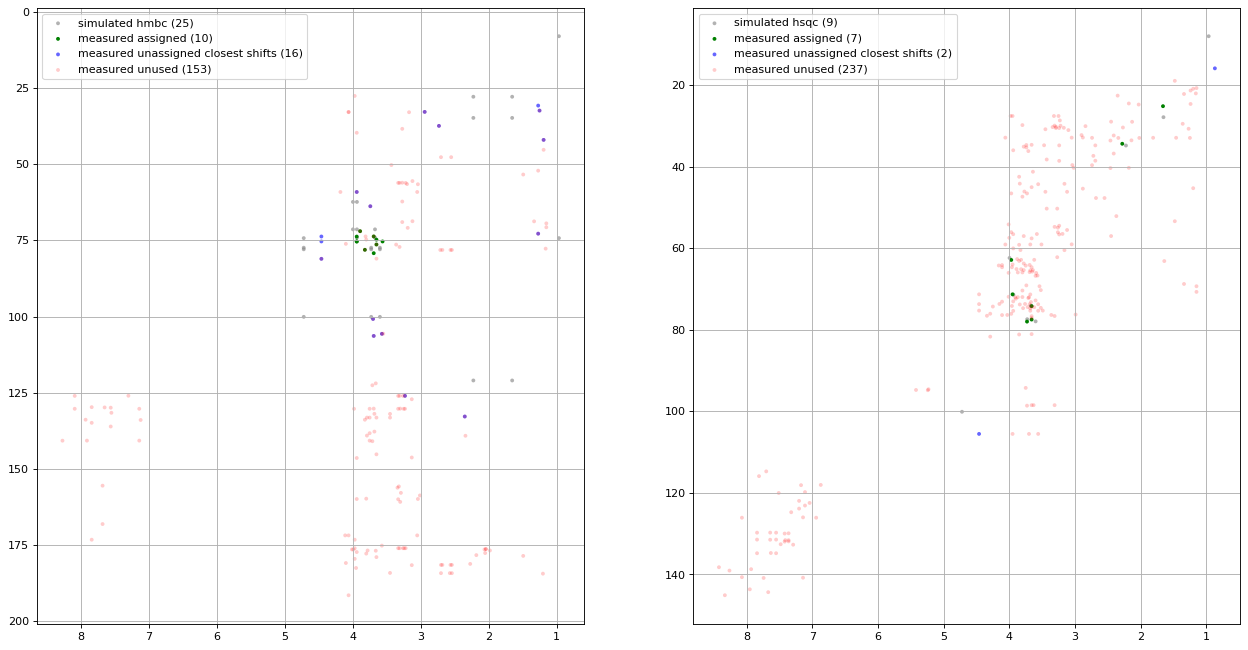 simulated hmbc (25)
measured assigned (10)
measured unassigned closest shifts (16)
measured unused (153)
0
25
50
75
100
125
150
175
200
8 7 6 5 4 3 2 1
simulated hsqc (9)
measured assigned (7)
measured unassigned closest shifts (2)
measured unused (237)
20
40
60
80
100
120
140
8 7 6 5 4 3 2 1